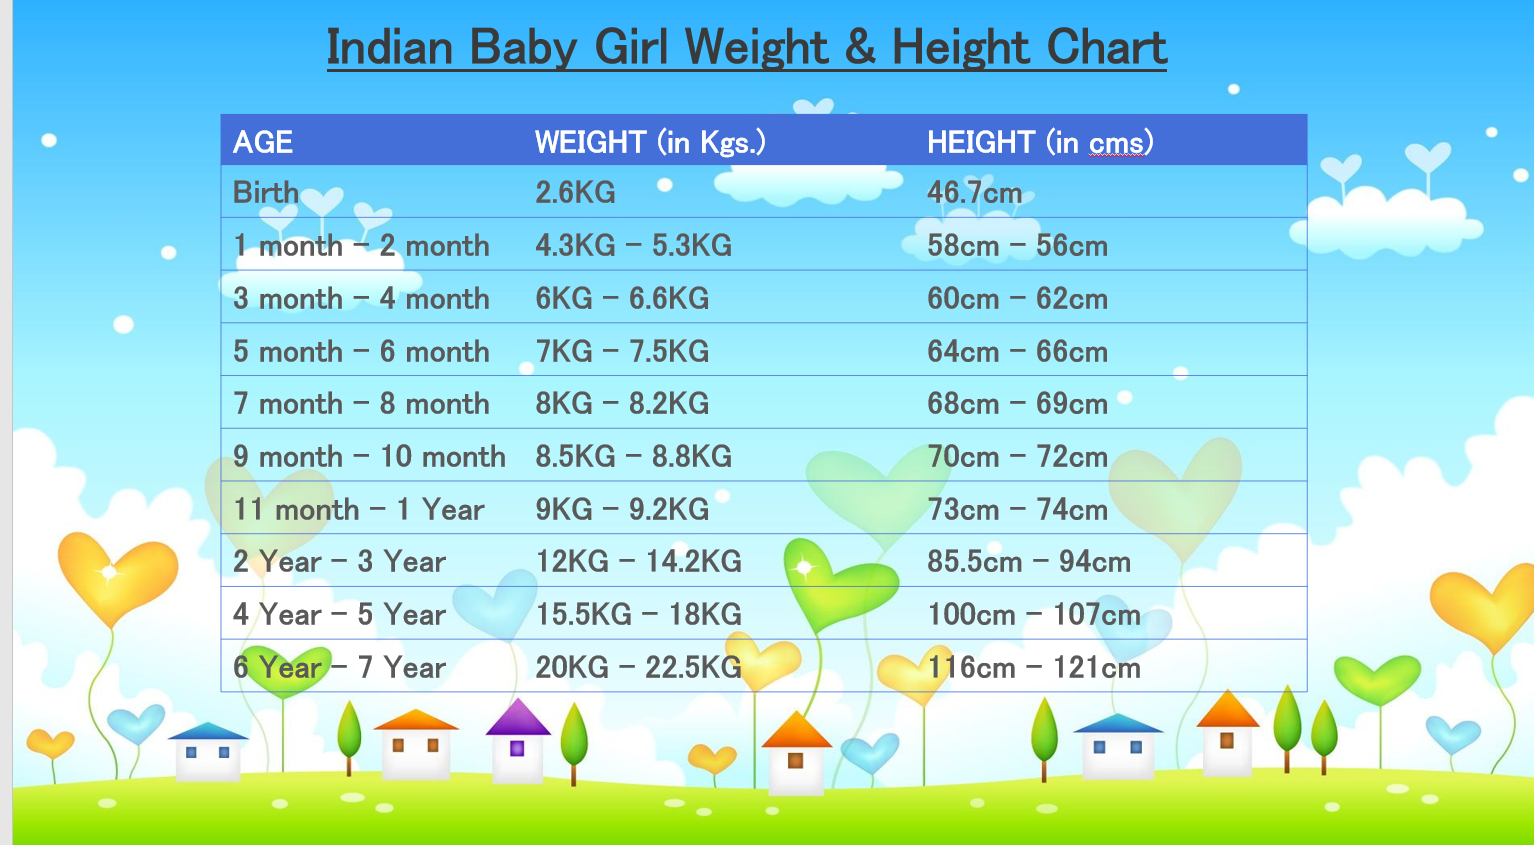 Indian Baby Girl Weight & Height Chart
AGE WEIGHT (in Kgs.) HEIGHT (in cms)
Birth 2.6KG 46.7cm
1 month – 2 month 4.3KG – 5.3KG 58cm – 56cm
3 month – 4 month 6KG – 6.6KG 60cm – 62cm
5 month – 6 month 7KG – 7.5KG 64cm – 66cm
7 month – 8 month 8KG – 8.2KG 68cm – 69cm
9 month – 10 month 8.5KG – 8.8KG 70cm – 72cm
11 month – 1 Year 9KG – 9.2KG 73cm – 74cm
2 Year – 3 Year 12KG – 14.2KG 85.5cm – 94cm
4 Year – 5 Year 15.5KG – 18KG 100cm – 107cm
6 Year – 7 Year 20KG – 22.5KG 116cm – 121cm